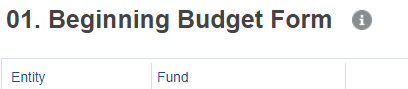 01. Beginning Budget Form
Entity Fund